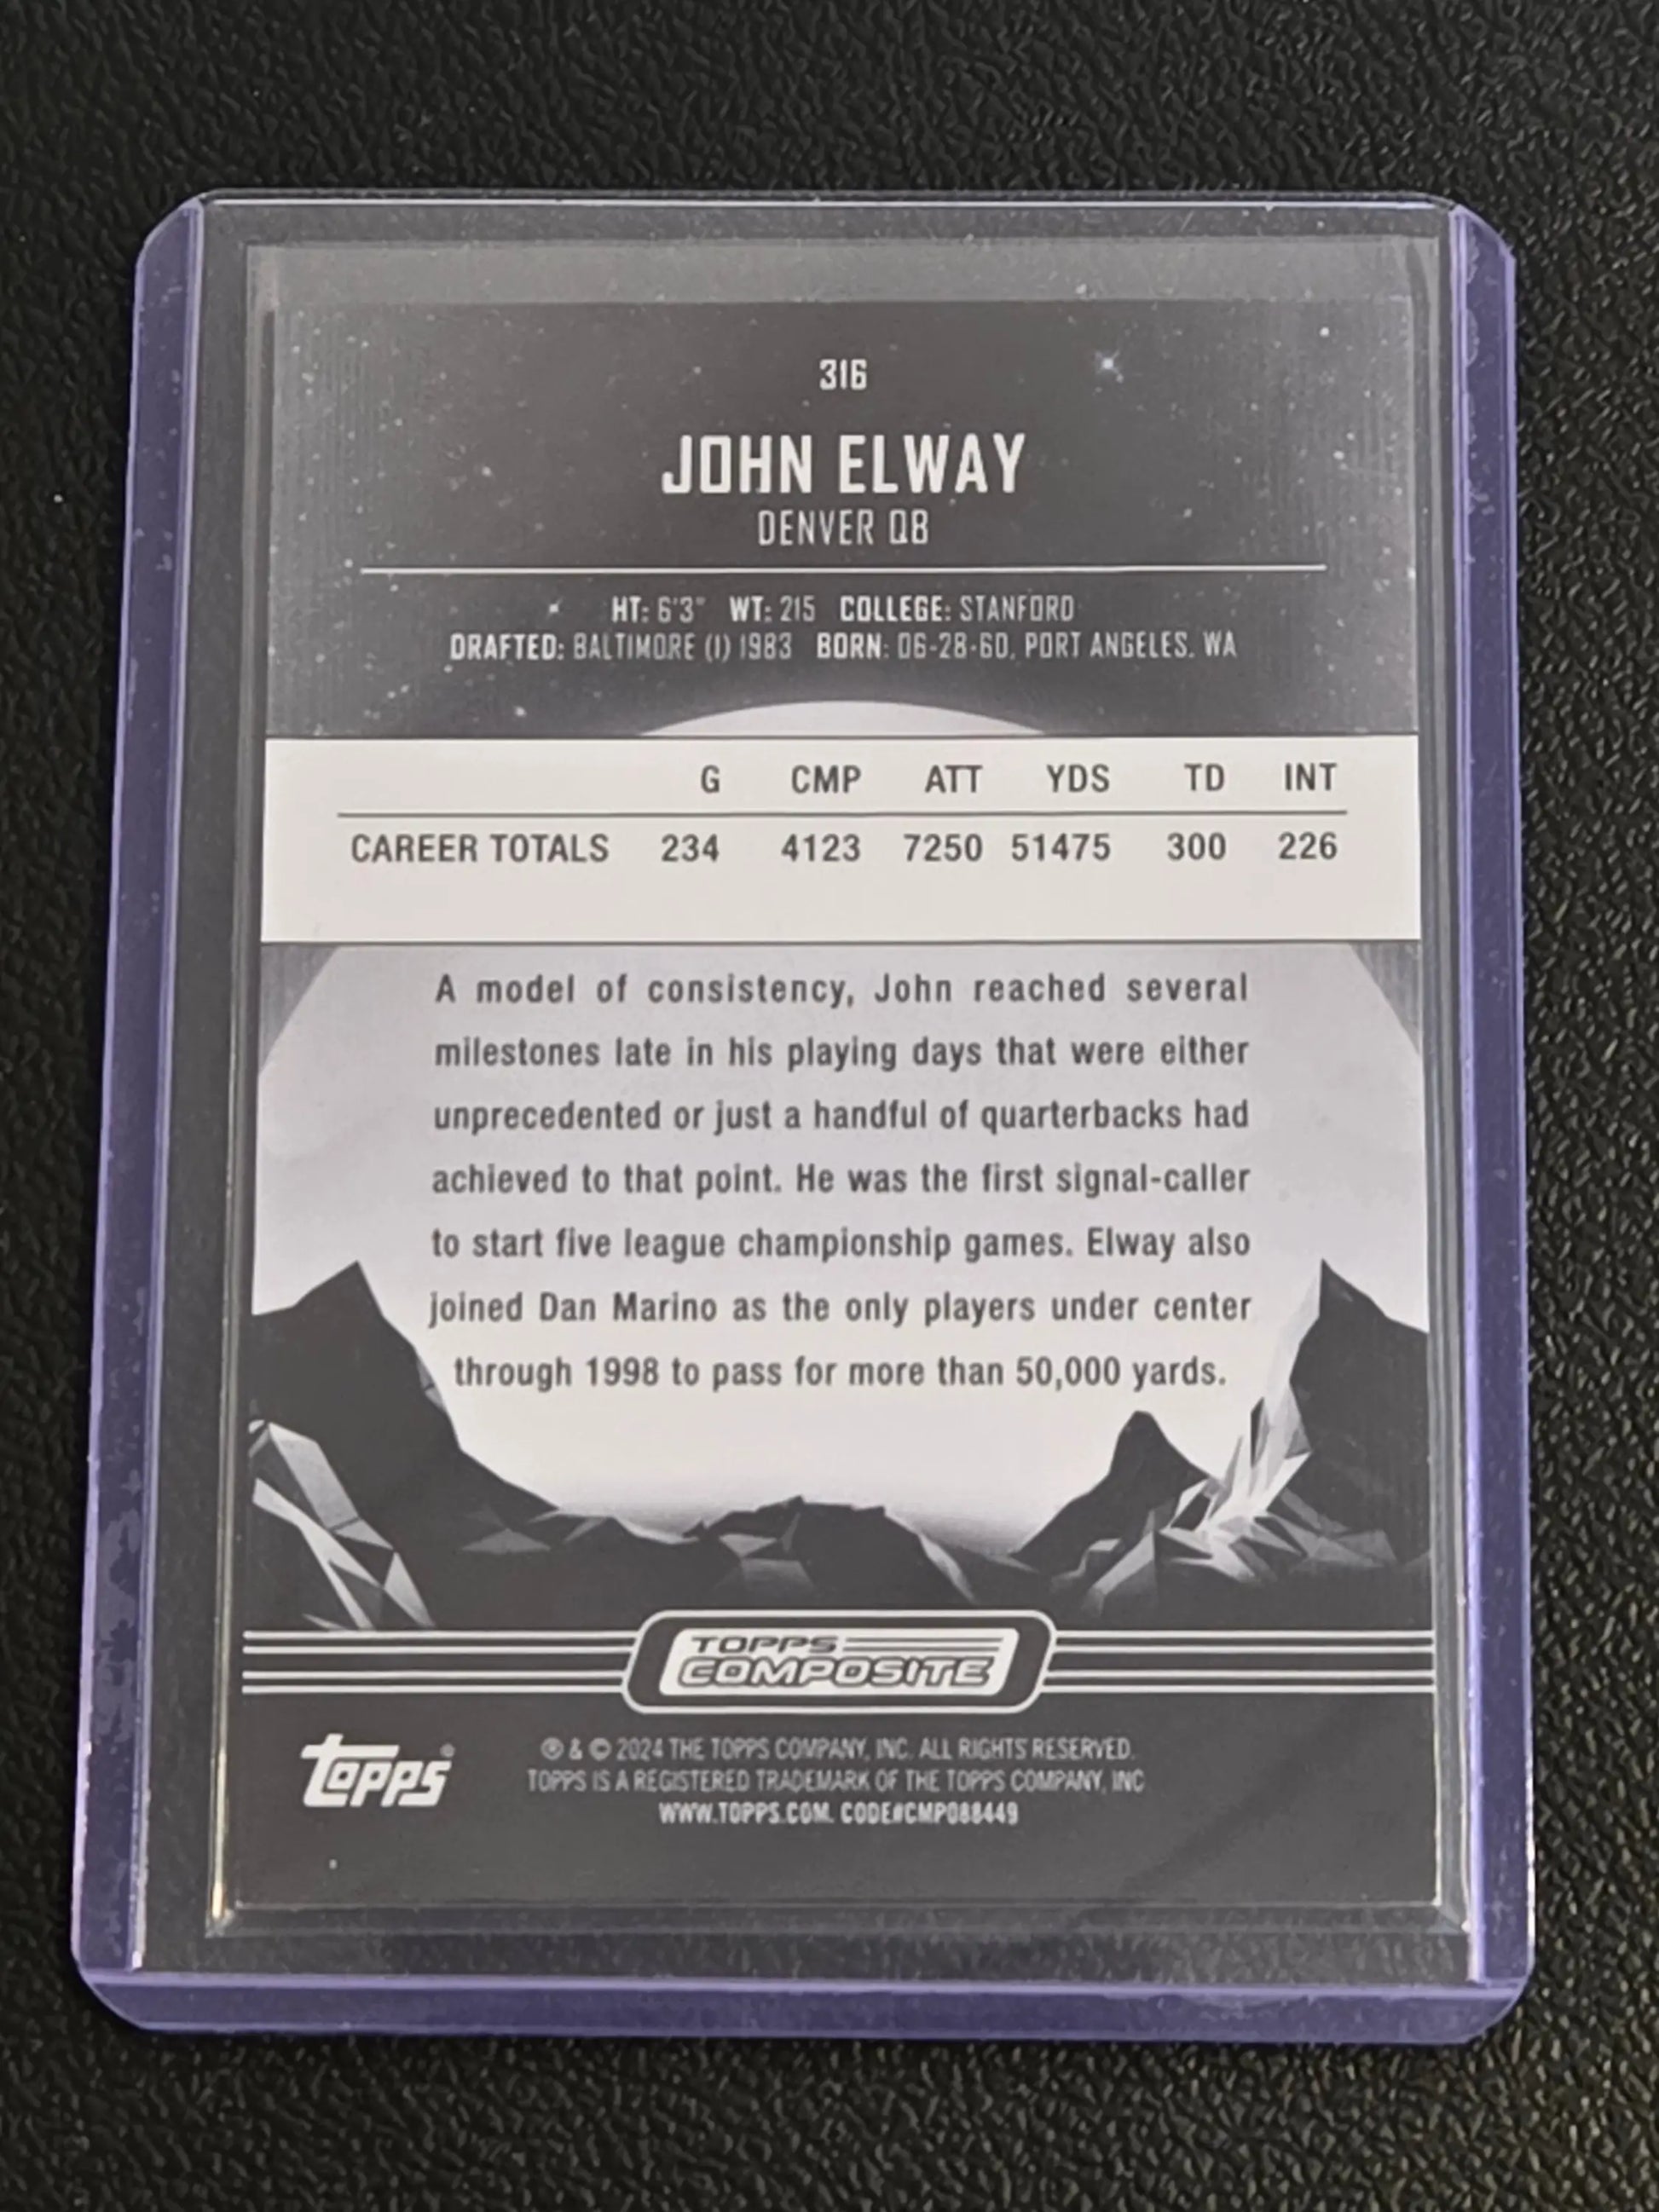 316
JOHN ELWAY
DENVER QB
HT: 6'3" WT: 215 COLLEGE: STANFORD
DRAFTED: BALTIMORE (1) 1983 BORN: 06-28-60, PORT ANGELES, WA
G CMP ATT YDS TD INT
CAREER TOTALS 234 4123 7250 51475 300 226
A model of consistency, John reached several
milestones late in his playing days that were either
unprecedented or just a handful of quarterbacks had
achieved to that point. He was the first signal-caller
to start five league championship games. Elway also
joined Dan Marino as the only players under center
through 1998 to pass for more than 50,000 yards.
TOPPS
COMPOSITE
Topps®
® & © 2024 THE TOPPS COMPANY, INC. ALL RIGHTS RESERVED.
TOPPS IS A REGISTERED TRADEMARK OF THE TOPPS COMPANY, INC
WWW.TOPPS.COM. CODE#CMP088449